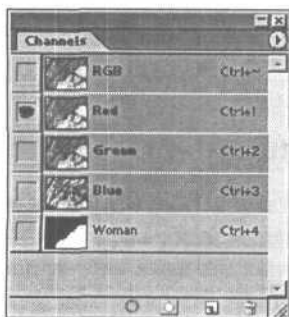 Channels
RGB Ctrl+~
Red Ctrl+1
Green Ctrl+2
Blue Ctrl+3
Woman Ctrl+4